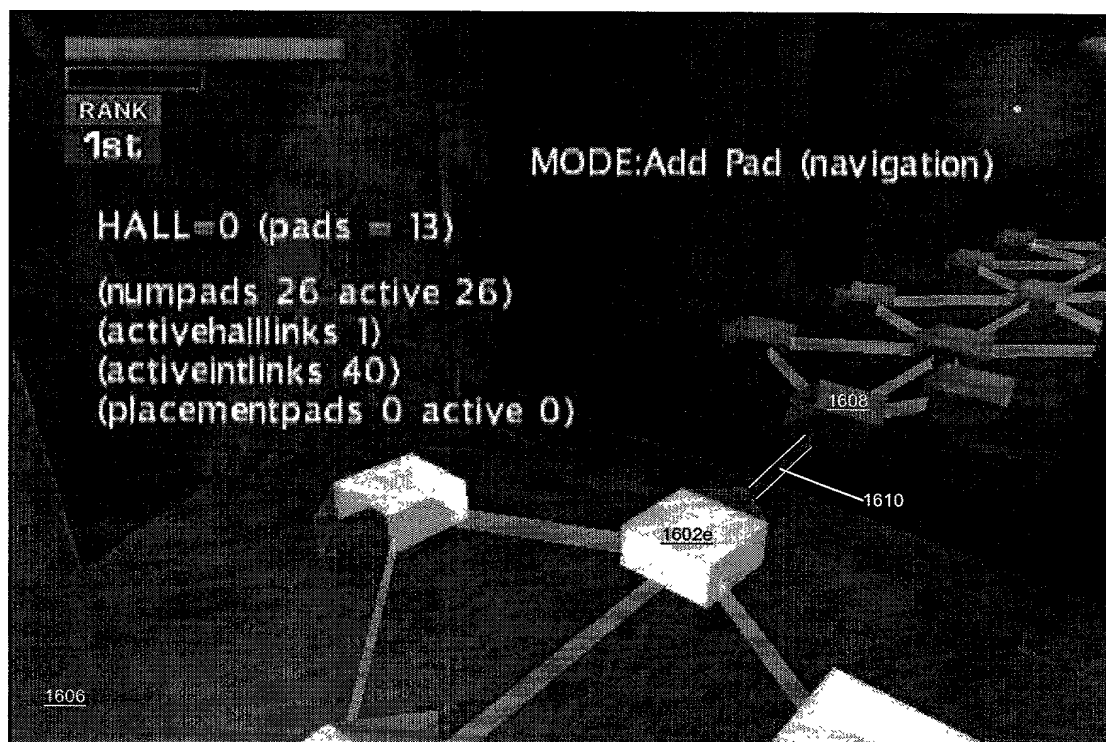 RANK
1st
MODE:Add Pad (navigation)
HALL=0 (pads = 13)
(numpads 26 active 26)
(activehalllinks 1)
(activeintlinks 40)
(placementpads 0 active 0)
1608
1610
1602e
1606